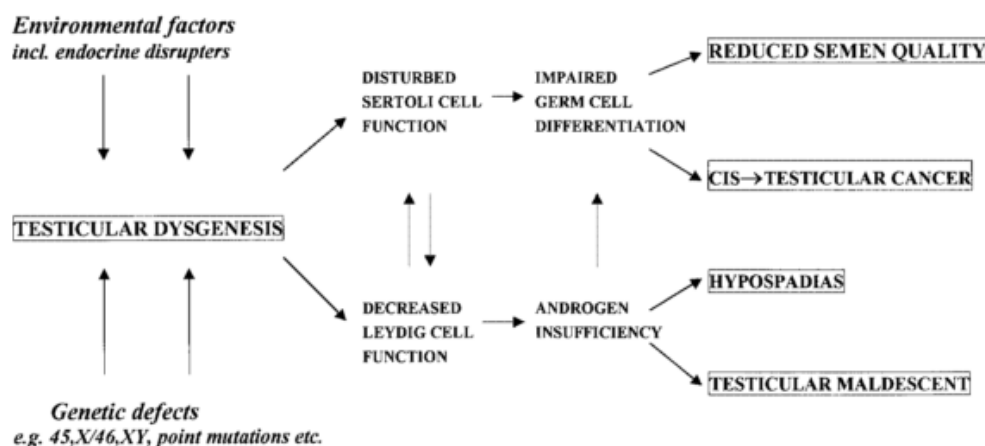 Environmental factors
incl. endocrine disrupters
DISTURBED
SERTOLI CELL
FUNCTION
IMPAIRED
GERM CELL
DIFFERENTIATION
REDUCED SEMEN QUALITY
CIS→TESTICULAR CANCER
TESTICULAR DYSGENESIS
DECREASED
LEYDIG CELL
FUNCTION
ANDROGEN
INSUFFICIENCY
HYPOSPADIAS
TESTICULAR MALDESCENT
Genetic defects
e.g. 45,X/46,XY, point mutations etc.